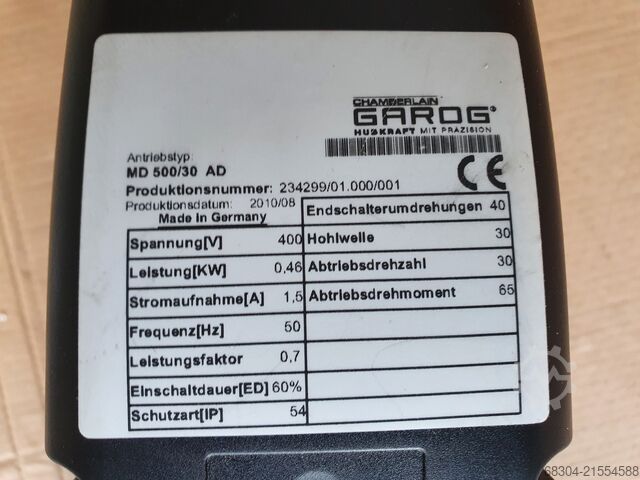 CHAMBERLAIN
GAROG®
HUBKRAFT MIT PRÄZISION
Antriebstyp:
MD 500/30 AD
Produktionsnummer: 234299/01.000/001
Produktionsdatum: 2010/08
Made in Germany
Endschalterumdrehungen 40
Spannung[V] 400 Hohlwelle 30
Leistung[KW] 0,46 Abtriebsdrehzahl 30
Stromaufnahme[A] 1,5 Abtriebsdrehmoment 65
Frequenz[Hz] 50
Leistungsfaktor 0,7
Einschaltdauer[ED] 60%
Schutzart[IP] 54
68304-21554588